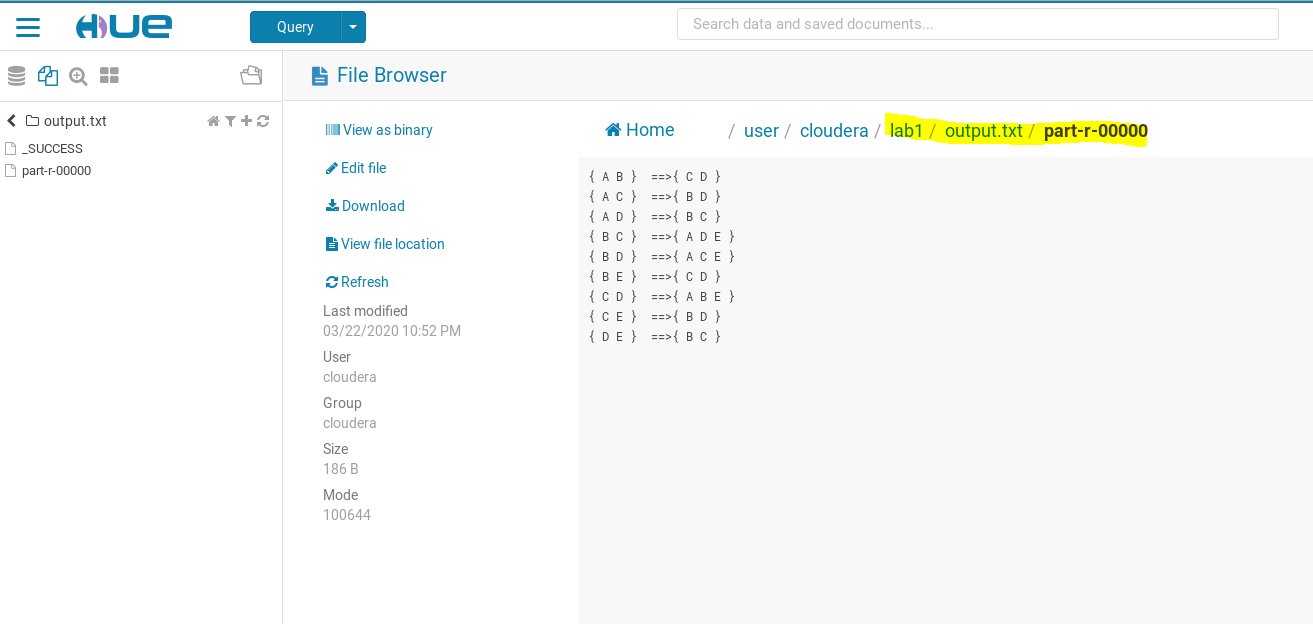 HUE
Query
Search data and saved documents...
File Browser
output.txt
_SUCCESS
part-r-00000
View as binary
Edit file
Download
View file location
Refresh
Last modified
03/22/2020 10:52 PM
User
cloudera
Group
cloudera
Size
186 B
Mode
100644
Home / user / cloudera / lab1 / output.txt / part-r-00000
{ A B }  ==>{ C D }
{ A C }  ==>{ B D }
{ A D }  ==>{ B C }
{ B C }  ==>{ A D E }
{ B D }  ==>{ A C E }
{ B E }  ==>{ C D }
{ C D }  ==>{ A B E }
{ C E }  ==>{ B D }
{ D E }  ==>{ B C }